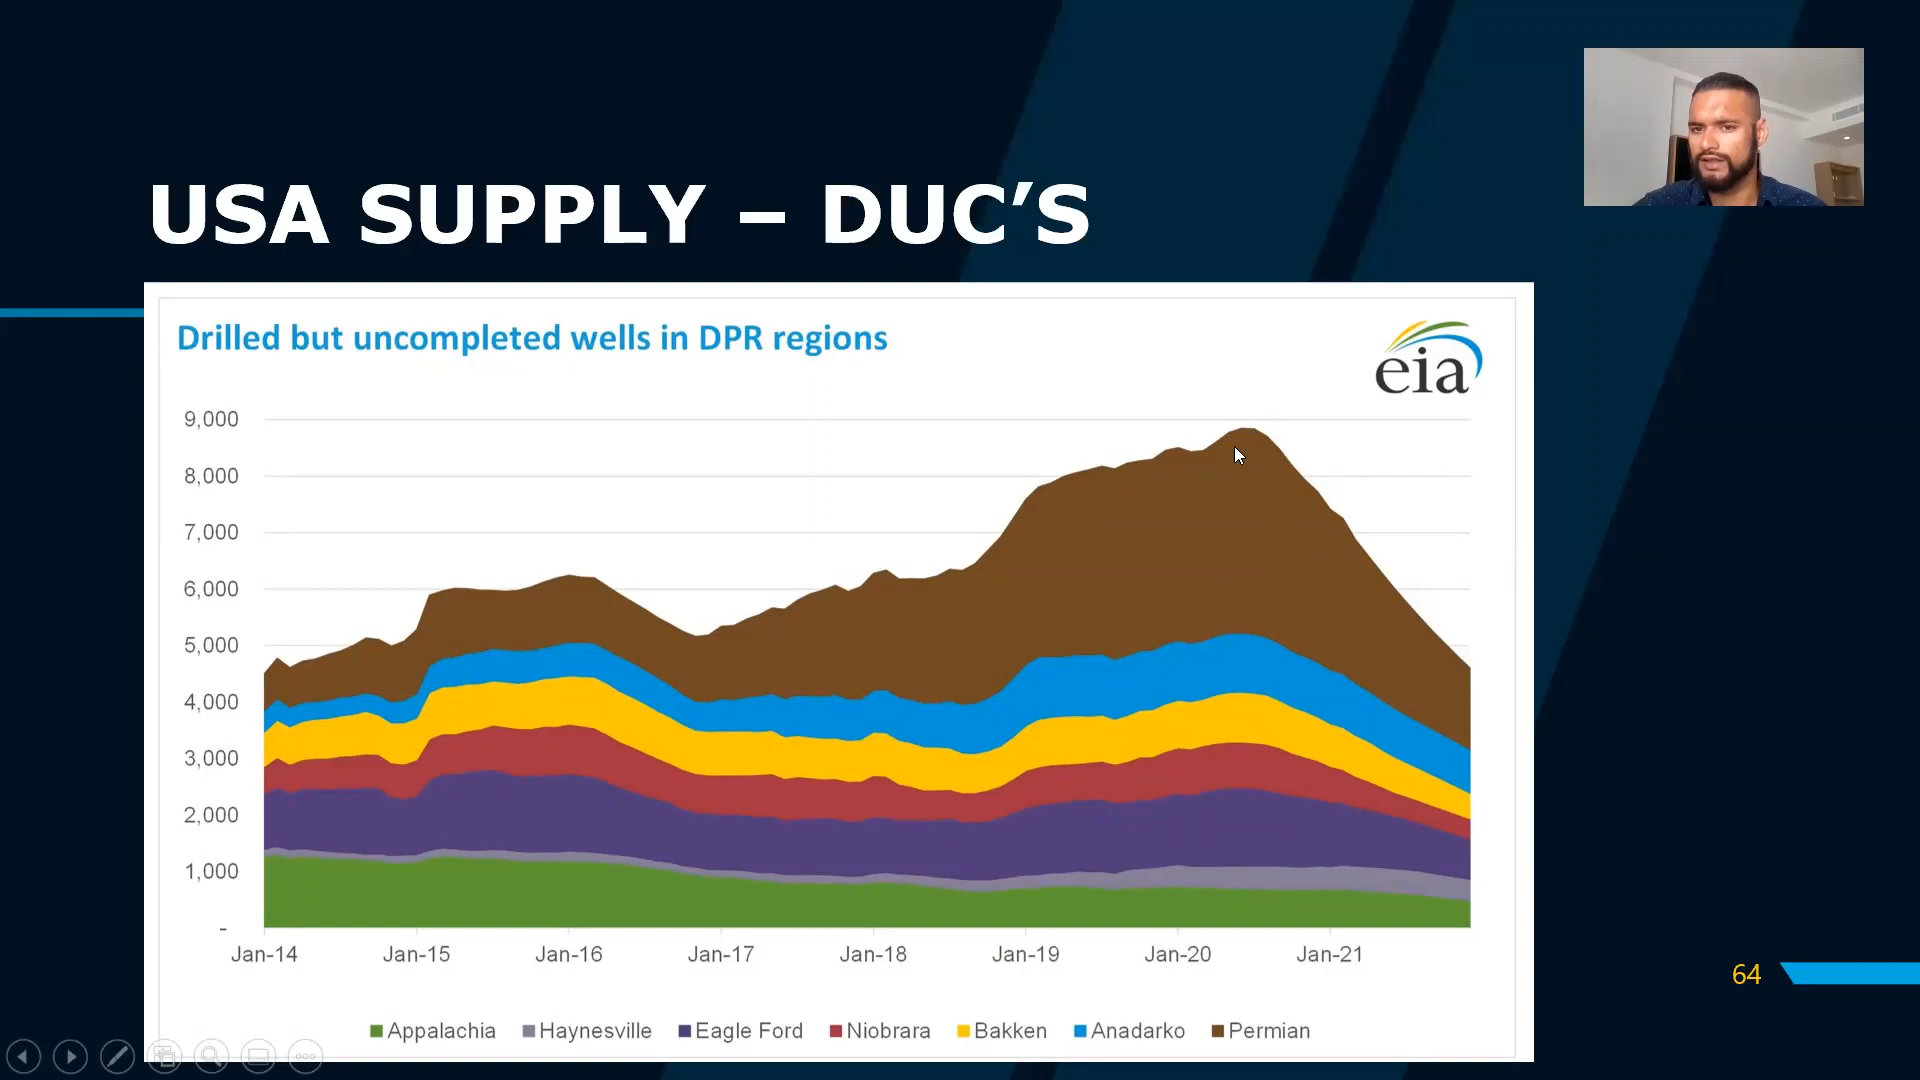 USA SUPPLY – DUC’S
Drilled but uncompleted wells in DPR regions
eia
9,000
8,000
7,000
6,000
5,000
4,000
3,000
2,000
1,000
-
Jan-14 Jan-15 Jan-16 Jan-17 Jan-18 Jan-19 Jan-20 Jan-21
64
Appalachia Haynesville Eagle Ford Niobrara Bakken Anadarko Permian